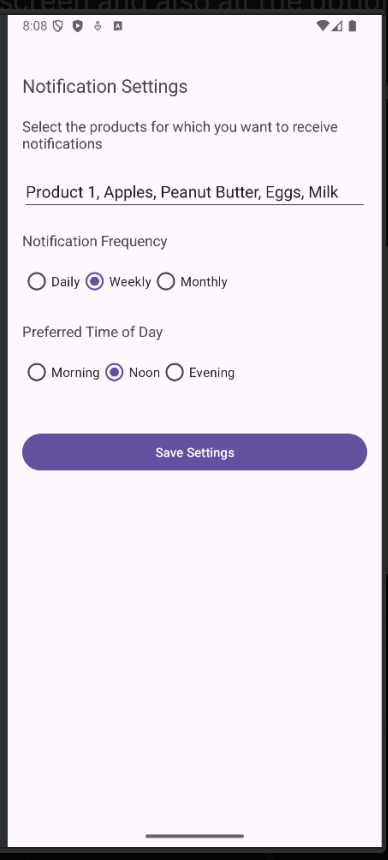 screen and also all the option
8:08
Notification Settings
Select the products for which you want to receive
notifications
Product 1, Apples, Peanut Butter, Eggs, Milk
Notification Frequency
Daily Weekly Monthly
Preferred Time of Day
Morning Noon Evening
Save Settings